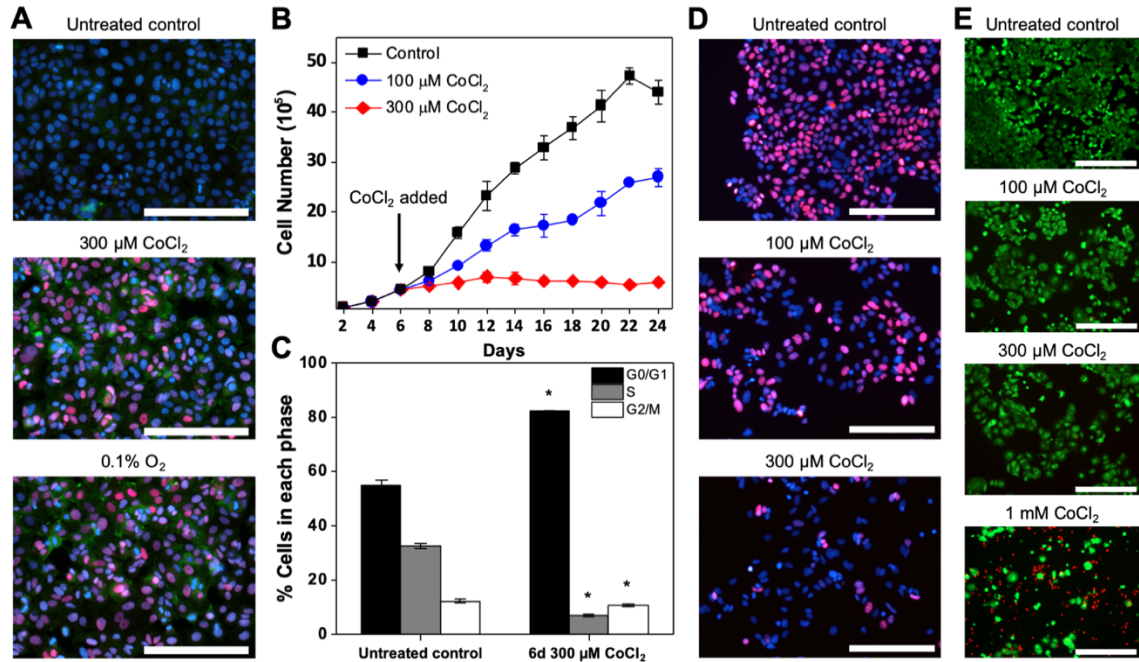 A
Untreated control
300 µM CoCl₂
0.1% O₂
B
Control
100 µM CoCl₂
300 µM CoCl₂
CoCl₂ added
Cell Number (10⁵)
50
40
30
20
10
2 4 6 8 10 12 14 16 18 20 22 24
Days
C
G0/G1
S
G2/M
% Cells in each phase
100
80
60
40
20
0
*
*
*
Untreated control
6d 300 µM CoCl₂
D
Untreated control
100 µM CoCl₂
300 µM CoCl₂
E
Untreated control
100 µM CoCl₂
300 µM CoCl₂
1 mM CoCl₂